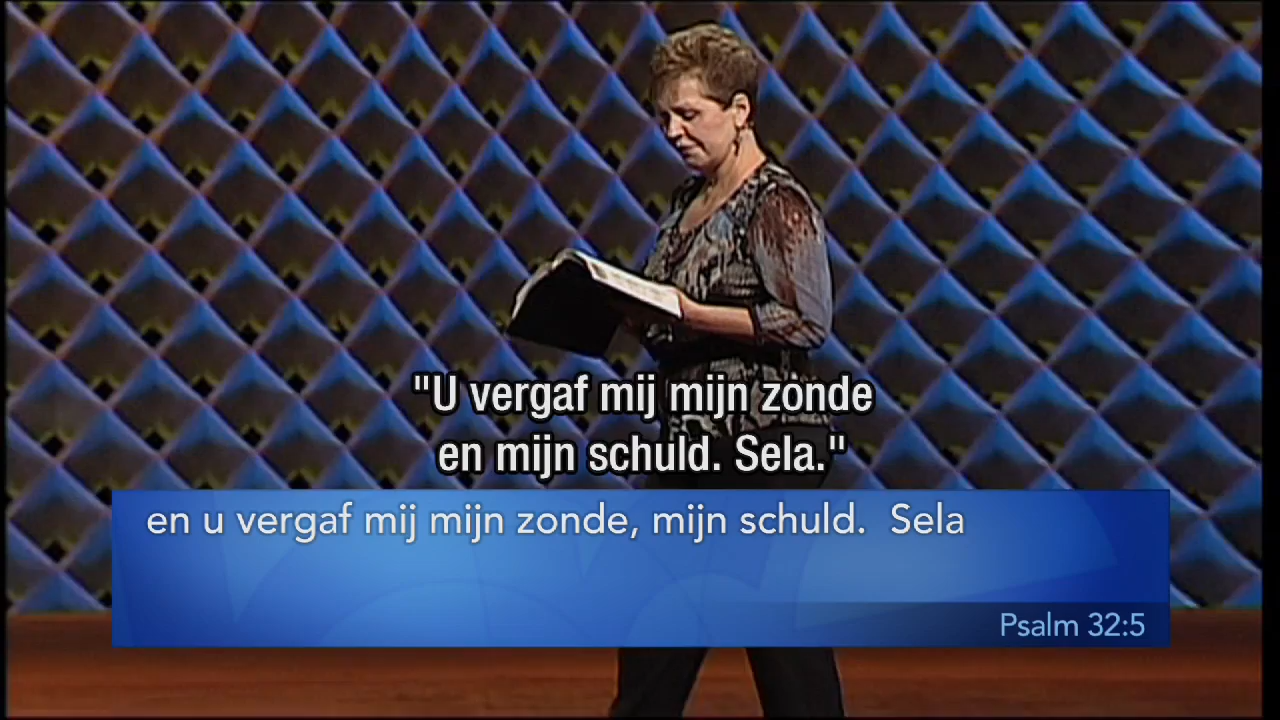 "U vergaf mij mijn zonde
en mijn schuld. Sela."
en u vergaf mij mijn zonde, mijn schuld. Sela
Psalm 32:5